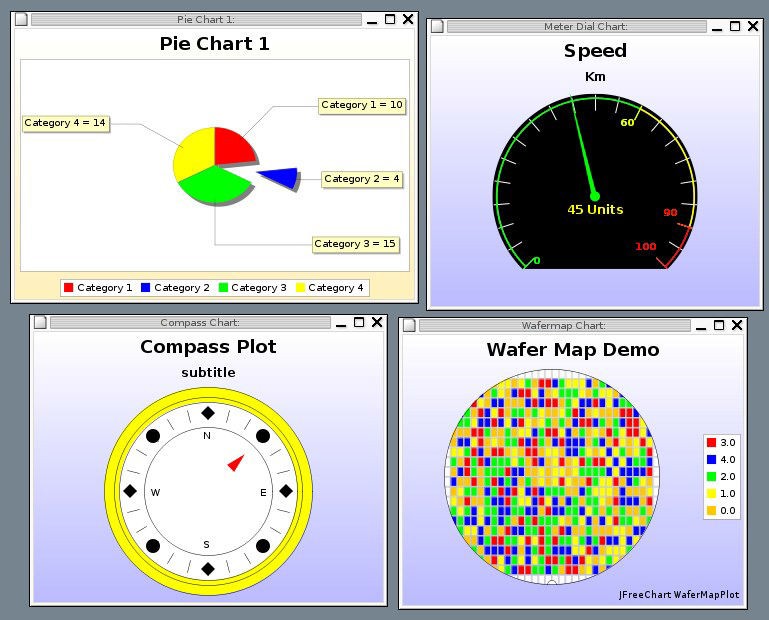 Pie Chart 1:
Pie Chart 1
Category 1 = 10
Category 4 = 14
Category 2 = 4
Category 3 = 15
Category 1 Category 2 Category 3 Category 4
Meter Dial Chart:
Speed
Km
60
45 Units
90
100
0
Compass Chart:
Compass Plot
subtitle
N
W E
S
Wafermap Chart:
Wafer Map Demo
3.0
4.0
2.0
1.0
0.0
JFreeChart WaferMapPlot